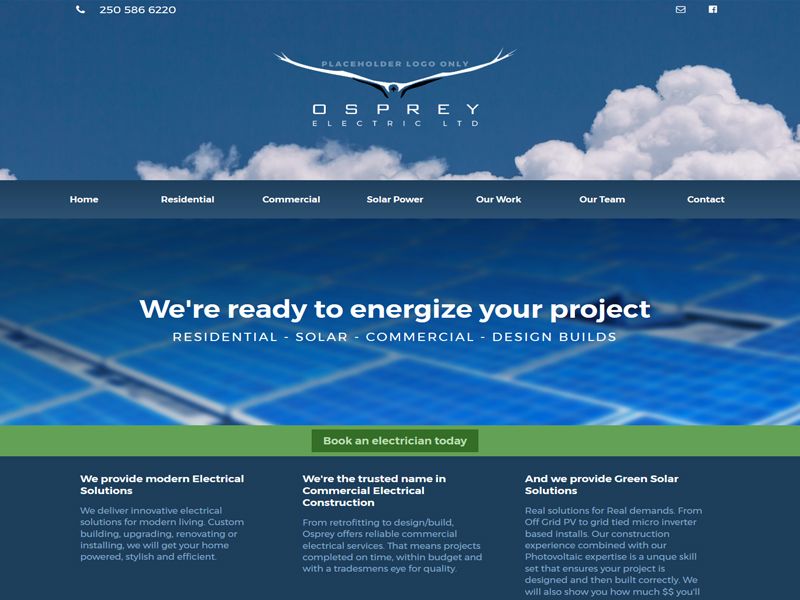 250 586 6220
PLACEHOLDER LOGO ONLY
OSPREY
ELECTRIC LTD
Home Residential Commercial Solar Power Our Work Our Team Contact
We're ready to energize your project
RESIDENTIAL - SOLAR - COMMERCIAL - DESIGN BUILDS
Book an electrician today
We provide modern Electrical
Solutions
We deliver innovative electrical
solutions for modern living. Custom
building, upgrading, renovating or
installing, we will get your home
powered, stylish and efficient.
We're the trusted name in
Commercial Electrical
Construction
From retrofitting to design/build,
Osprey offers reliable commercial
electrical services. That means projects
completed on time, within budget and
with a tradesmens eye for quality.
And we provide Green Solar
Solutions
Real solutions for Real demands. From
Off Grid PV to grid tied micro inverter
based installs. Our construction
experience combined with our
Photovoltaic expertise is a unique skill
set that ensures your project is
designed and then built correctly. We
will also show you how much $$ you'll